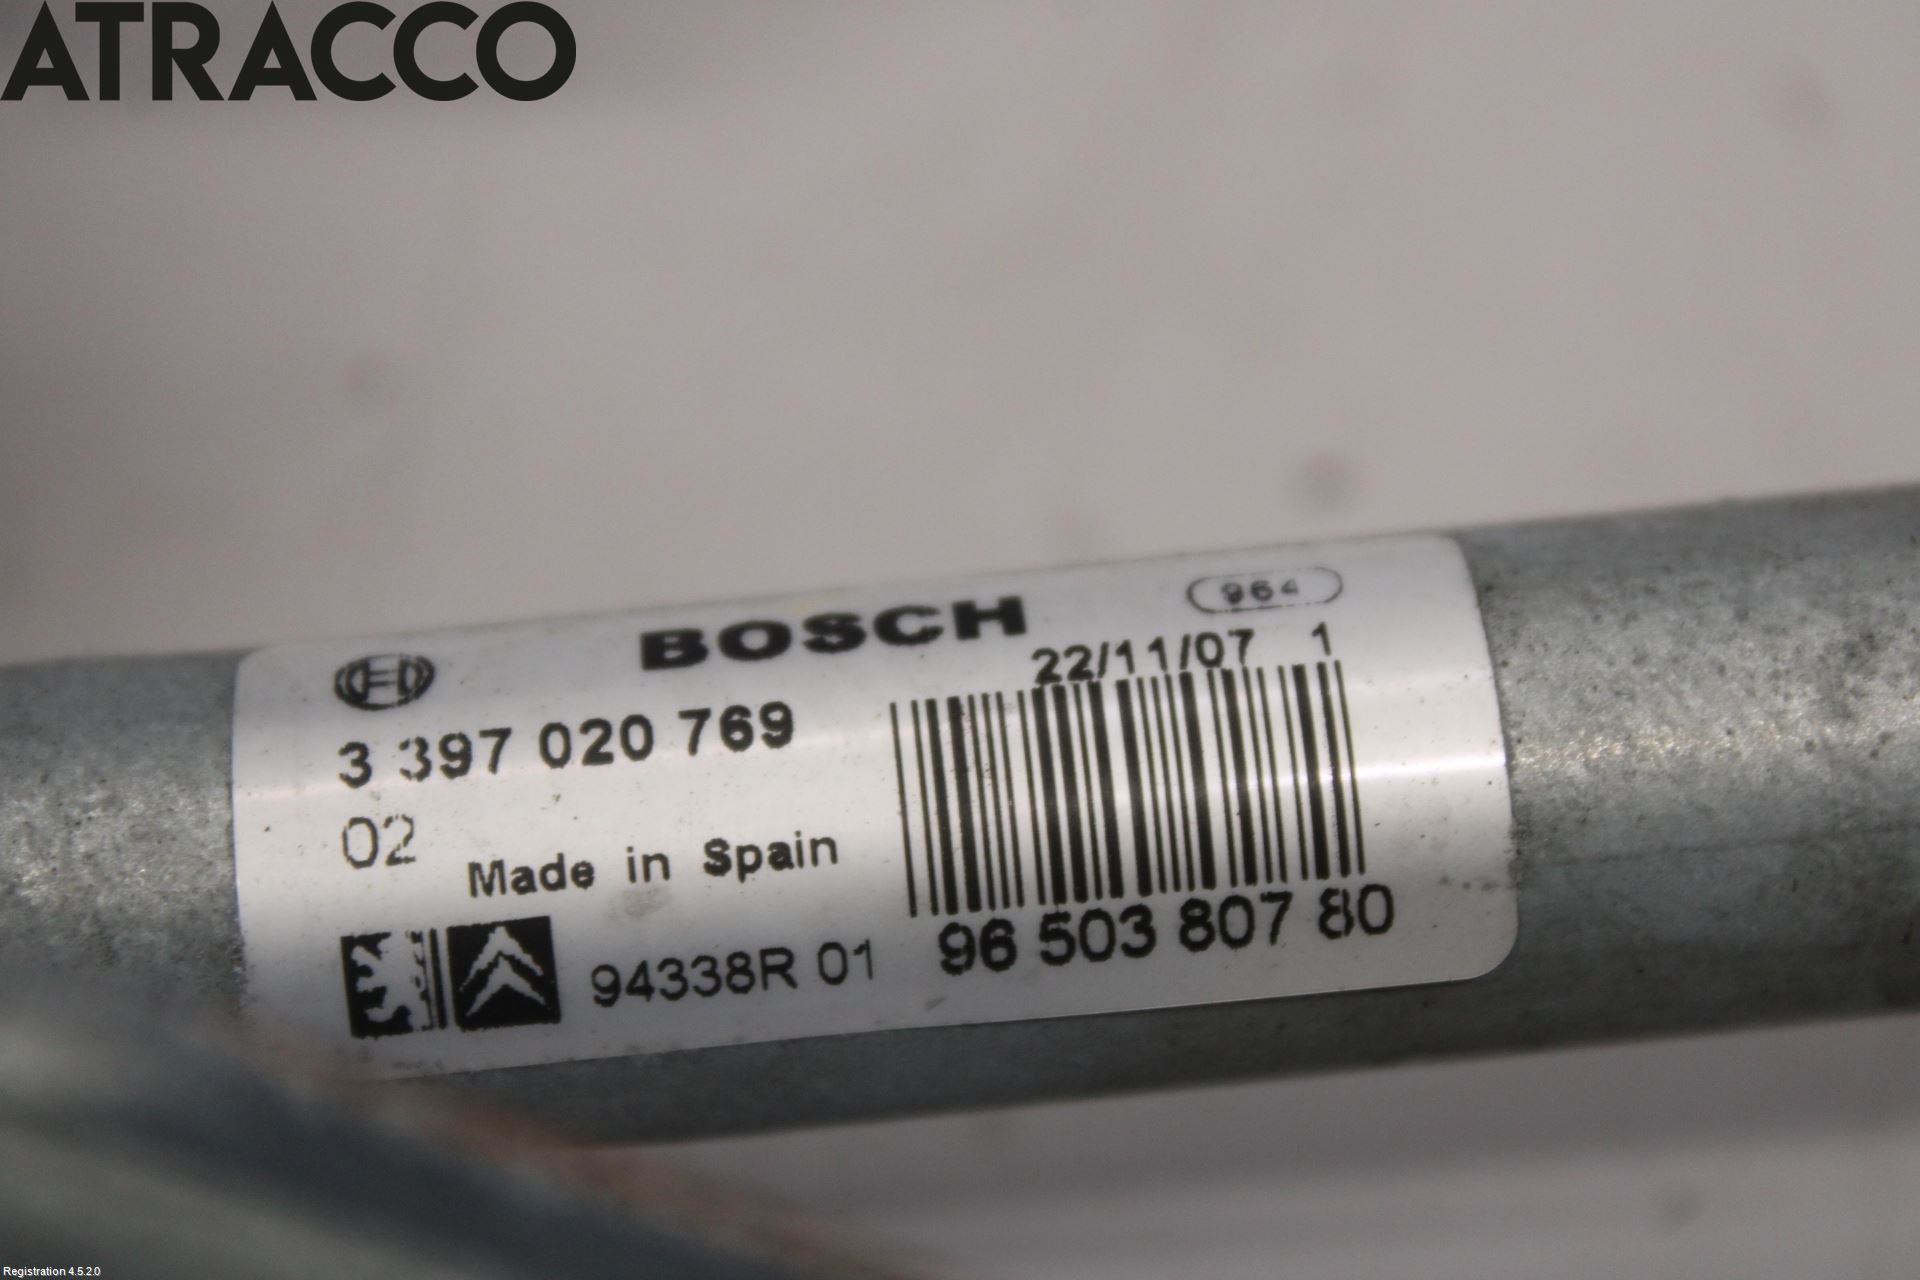 ATRACCO
BOSCH
964
22/11/07 1
3 397 020 769
02
Made in Spain
94338R 01
96 503 807 80
Registration 4.5.2.0